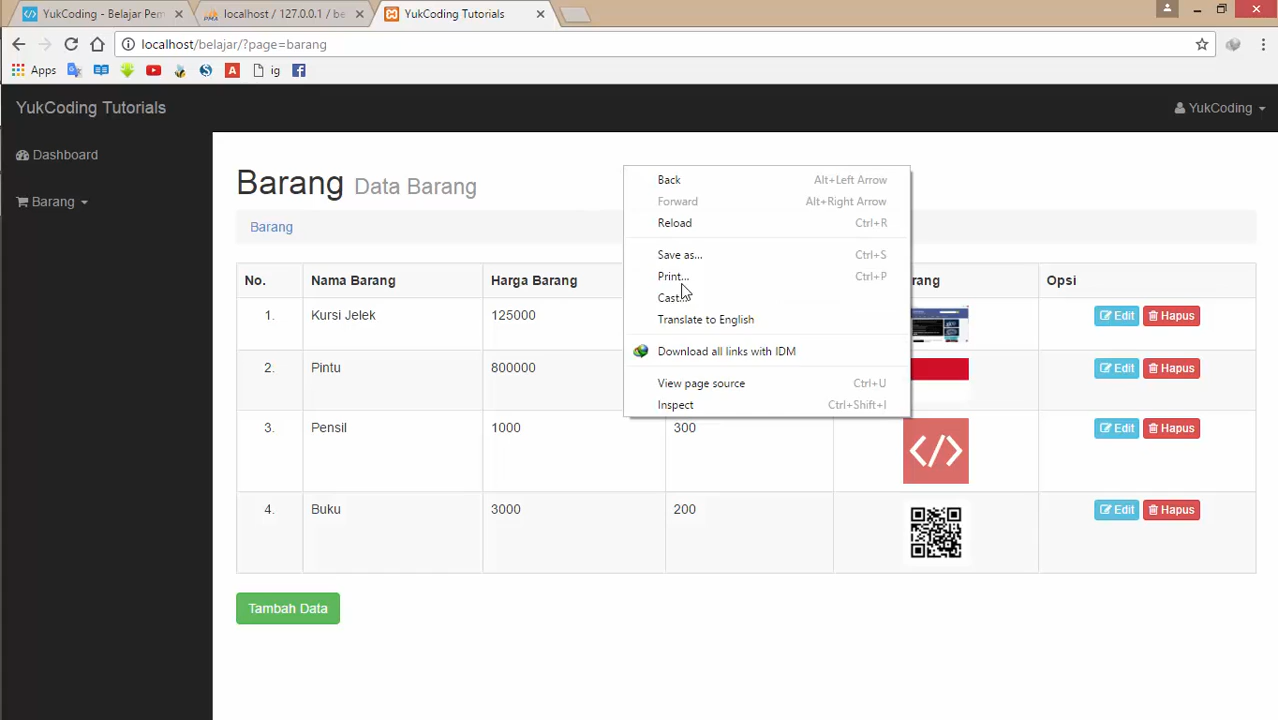 YukCoding - Belajar Pem
localhost / 127.0.0.1 / be
YukCoding Tutorials
localhost/belajar/?page=barang
Apps
ig
YukCoding Tutorials
YukCoding
Dashboard
Barang
Barang Data Barang
Barang
No. Nama Barang Harga Barang Opsi
1. Kursi Jelek 125000 Edit Hapus
2. Pintu 800000 Edit Hapus
3. Pensil 1000 300 Edit Hapus
4. Buku 3000 200 Edit Hapus
Tambah Data
Back Alt+Left Arrow
Forward Alt+Right Arrow
Reload Ctrl+R
Save as... Ctrl+S
Print... Ctrl+P
Translate to English
Download all links with IDM
View page source Ctrl+U
Inspect Ctrl+Shift+I